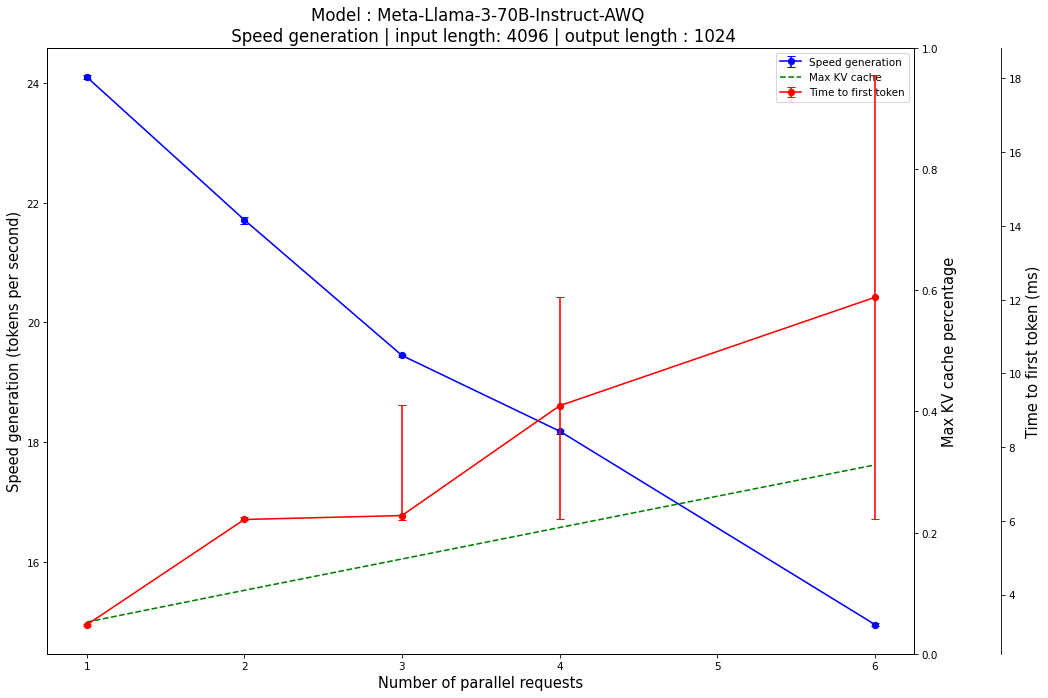 Model : Meta-Llama-3-70B-Instruct-AWQ
Speed generation | input length: 4096 | output length : 1024
Speed generation
Max KV cache
Time to first token
Speed generation (tokens per second)
24
22
20
18
16
1.0
0.8
0.6
0.4
0.2
0.0
Max KV cache percentage
18
16
14
12
10
8
6
4
Time to first token (ms)
1 2 3 4 5 6
Number of parallel requests